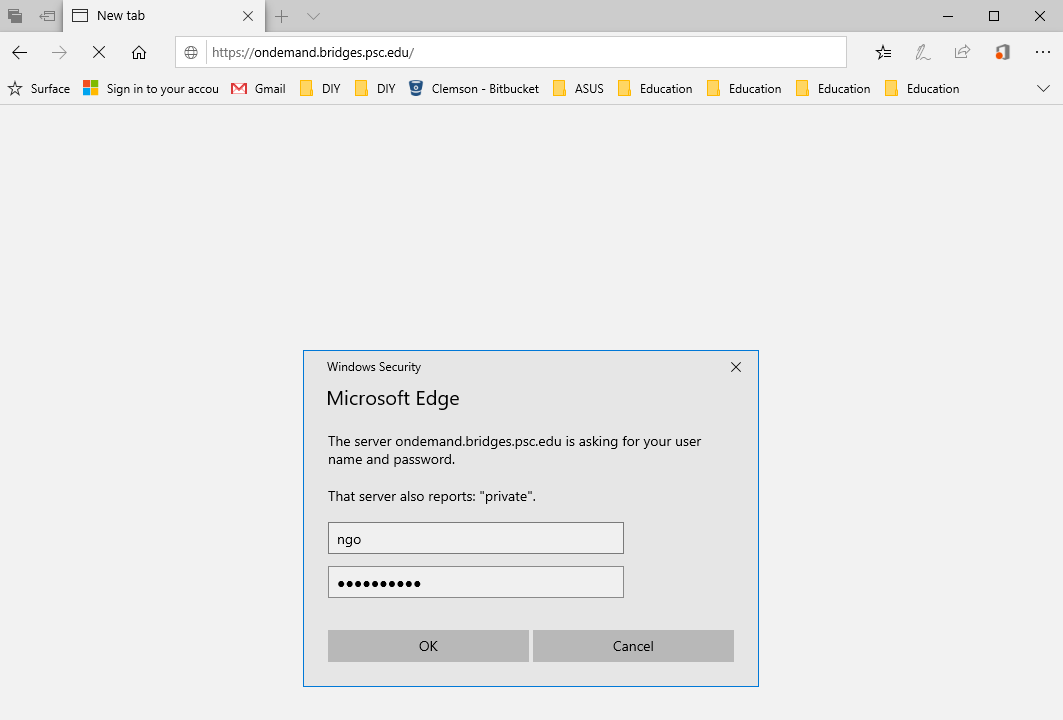 New tab
https://ondemand.bridges.psc.edu/
Surface Sign in to your accou Gmail DIY DIY Clemson - Bitbucket ASUS Education Education Education Education
Windows Security
Microsoft Edge
The server ondemand.bridges.psc.edu is asking for your user
name and password.
That server also reports: "private".
ngo
●●●●●●●●●●
OK Cancel